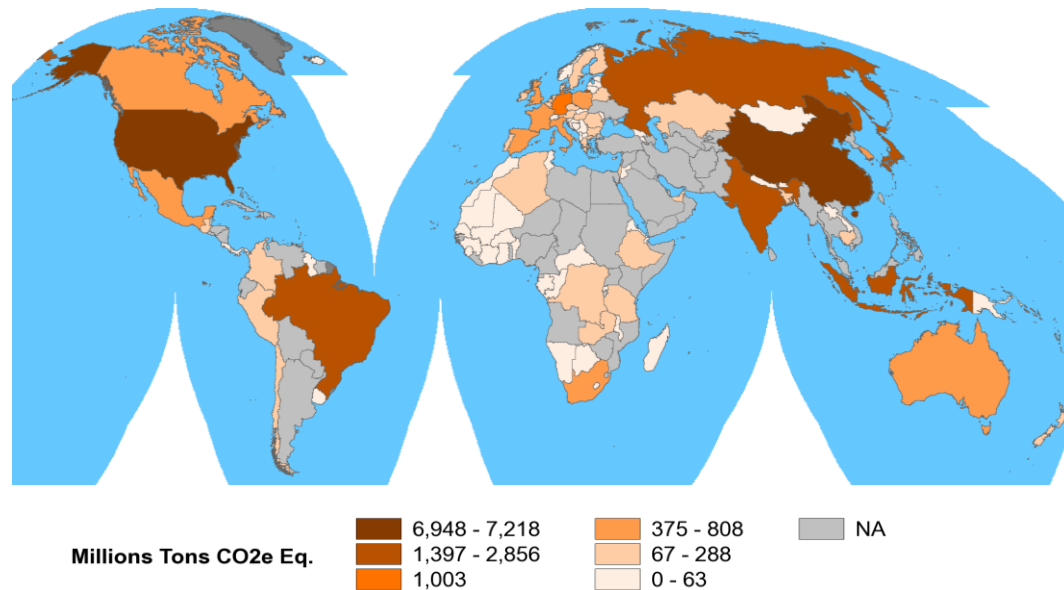 6,948 - 7,218 375 - 808 NA
Millions Tons CO2e Eq. 1,397 - 2,856 67 - 288
1,003 0 - 63